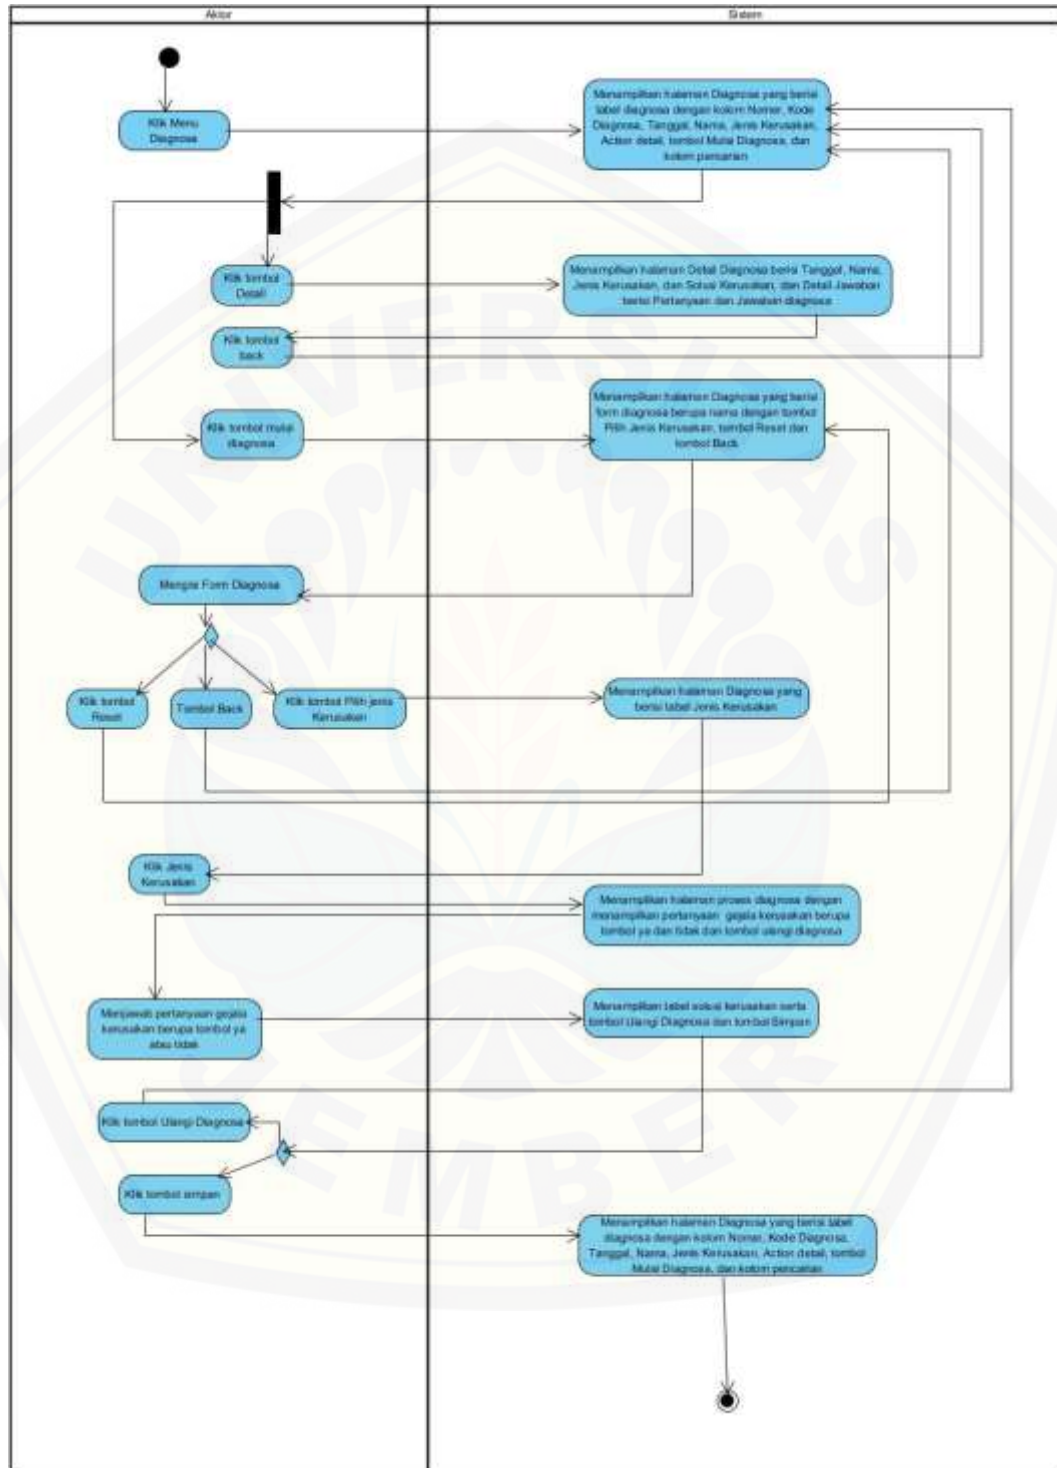 Aktor
Sistem
Klik Menu
Diagnosa
Menampilkan halaman Diagnosa yang berisi
tabel diagnosa dengan kolom Nomer, Kode
Diagnosa, Tanggal, Nama, Jenis Kerusakan,
Action detail, tombol Mulai Diagnosa, dan
kolom pencarian
Klik tombol
Detail
Menampilkan halaman Detail Diagnosa berisi Tanggal, Nama,
Jenis Kerusakan, dan Solusi Kerusakan, dan Detail Jawaban
berisi Pertanyaan dan Jawaban diagnosa
Klik tombol
back
Klik tombol mulai
diagnosa
Menampilkan halaman Diagnosa yang berisi
form diagnosa berupa nama dengan tombol
Pilih Jenis Kerusakan, tombol Reset dan
tombol Back
Mengisi Form Diagnosa
Klik tombol
Reset
Tombol Back
Klik tombol Pilih jenis
Kerusakan
Menampilkan halaman Diagnosa yang
berisi tabel Jenis Kerusakan
Klik Jenis
Kerusakan
Menampilkan halaman proses diagnosa dengan
menampilkan pertanyaan gejala kerusakan berupa
tombol ya dan tidak dan tombol ulangi diagnosa
Menjawab pertanyaan gejala
kerusakan berupa tombol ya
atau tidak
Menampilkan tabel solusi kerusakan serta
tombol Ulangi Diagnosa dan tombol Simpan
Klik tombol Ulangi Diagnosa
Klik tombol simpan
Menampilkan halaman Diagnosa yang berisi tabel
diagnosa dengan kolom Nomer, Kode Diagnosa,
Tanggal, Nama, Jenis Kerusakan, Action detail, tombol
Mulai Diagnosa, dan kolom pencarian
UNIVERSITAS
JEMBER